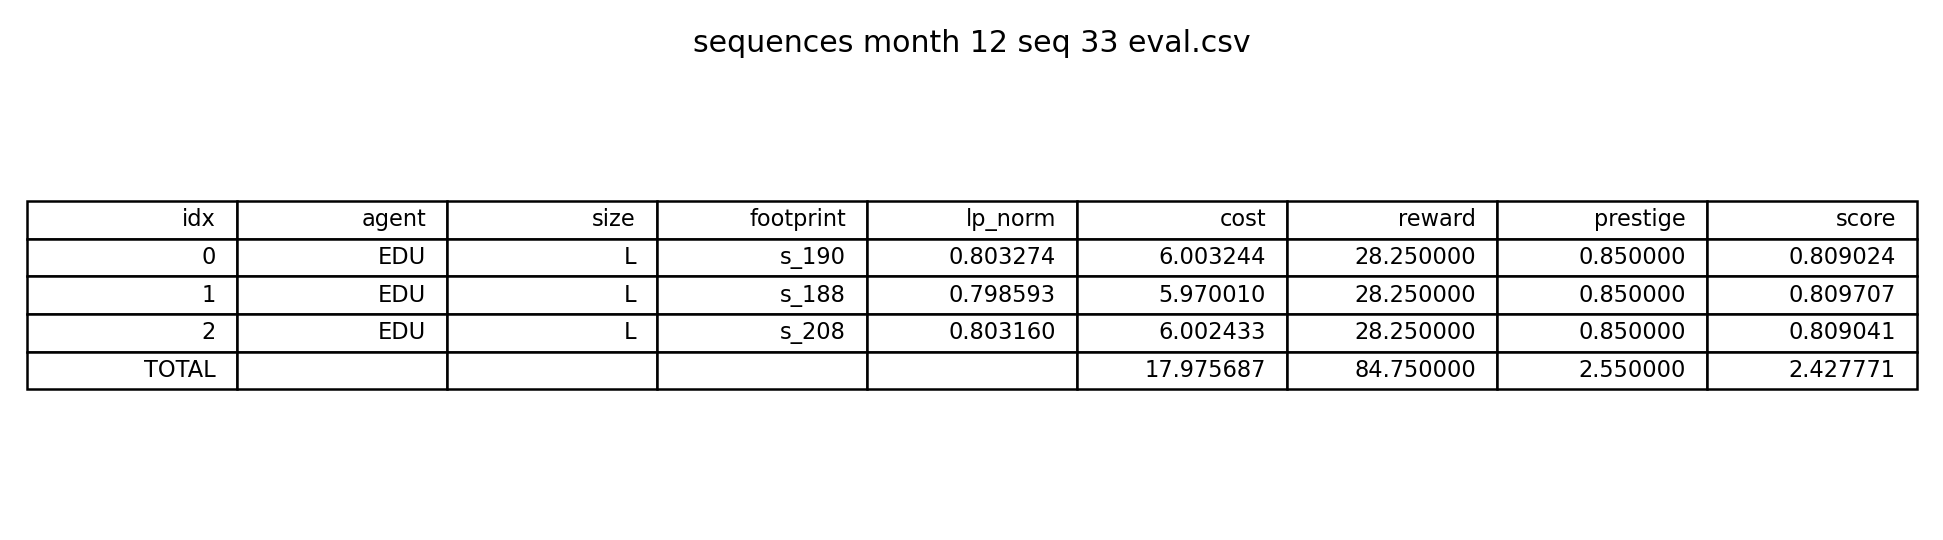 sequences month 12 seq 33 eval.csv
idx agent size footprint lp_norm cost reward prestige score
0 EDU L s_190 0.803274 6.003244 28.250000 0.850000 0.809024
1 EDU L s_188 0.798593 5.970010 28.250000 0.850000 0.809707
2 EDU L s_208 0.803160 6.002433 28.250000 0.850000 0.809041
TOTAL 17.975687 84.750000 2.550000 2.427771